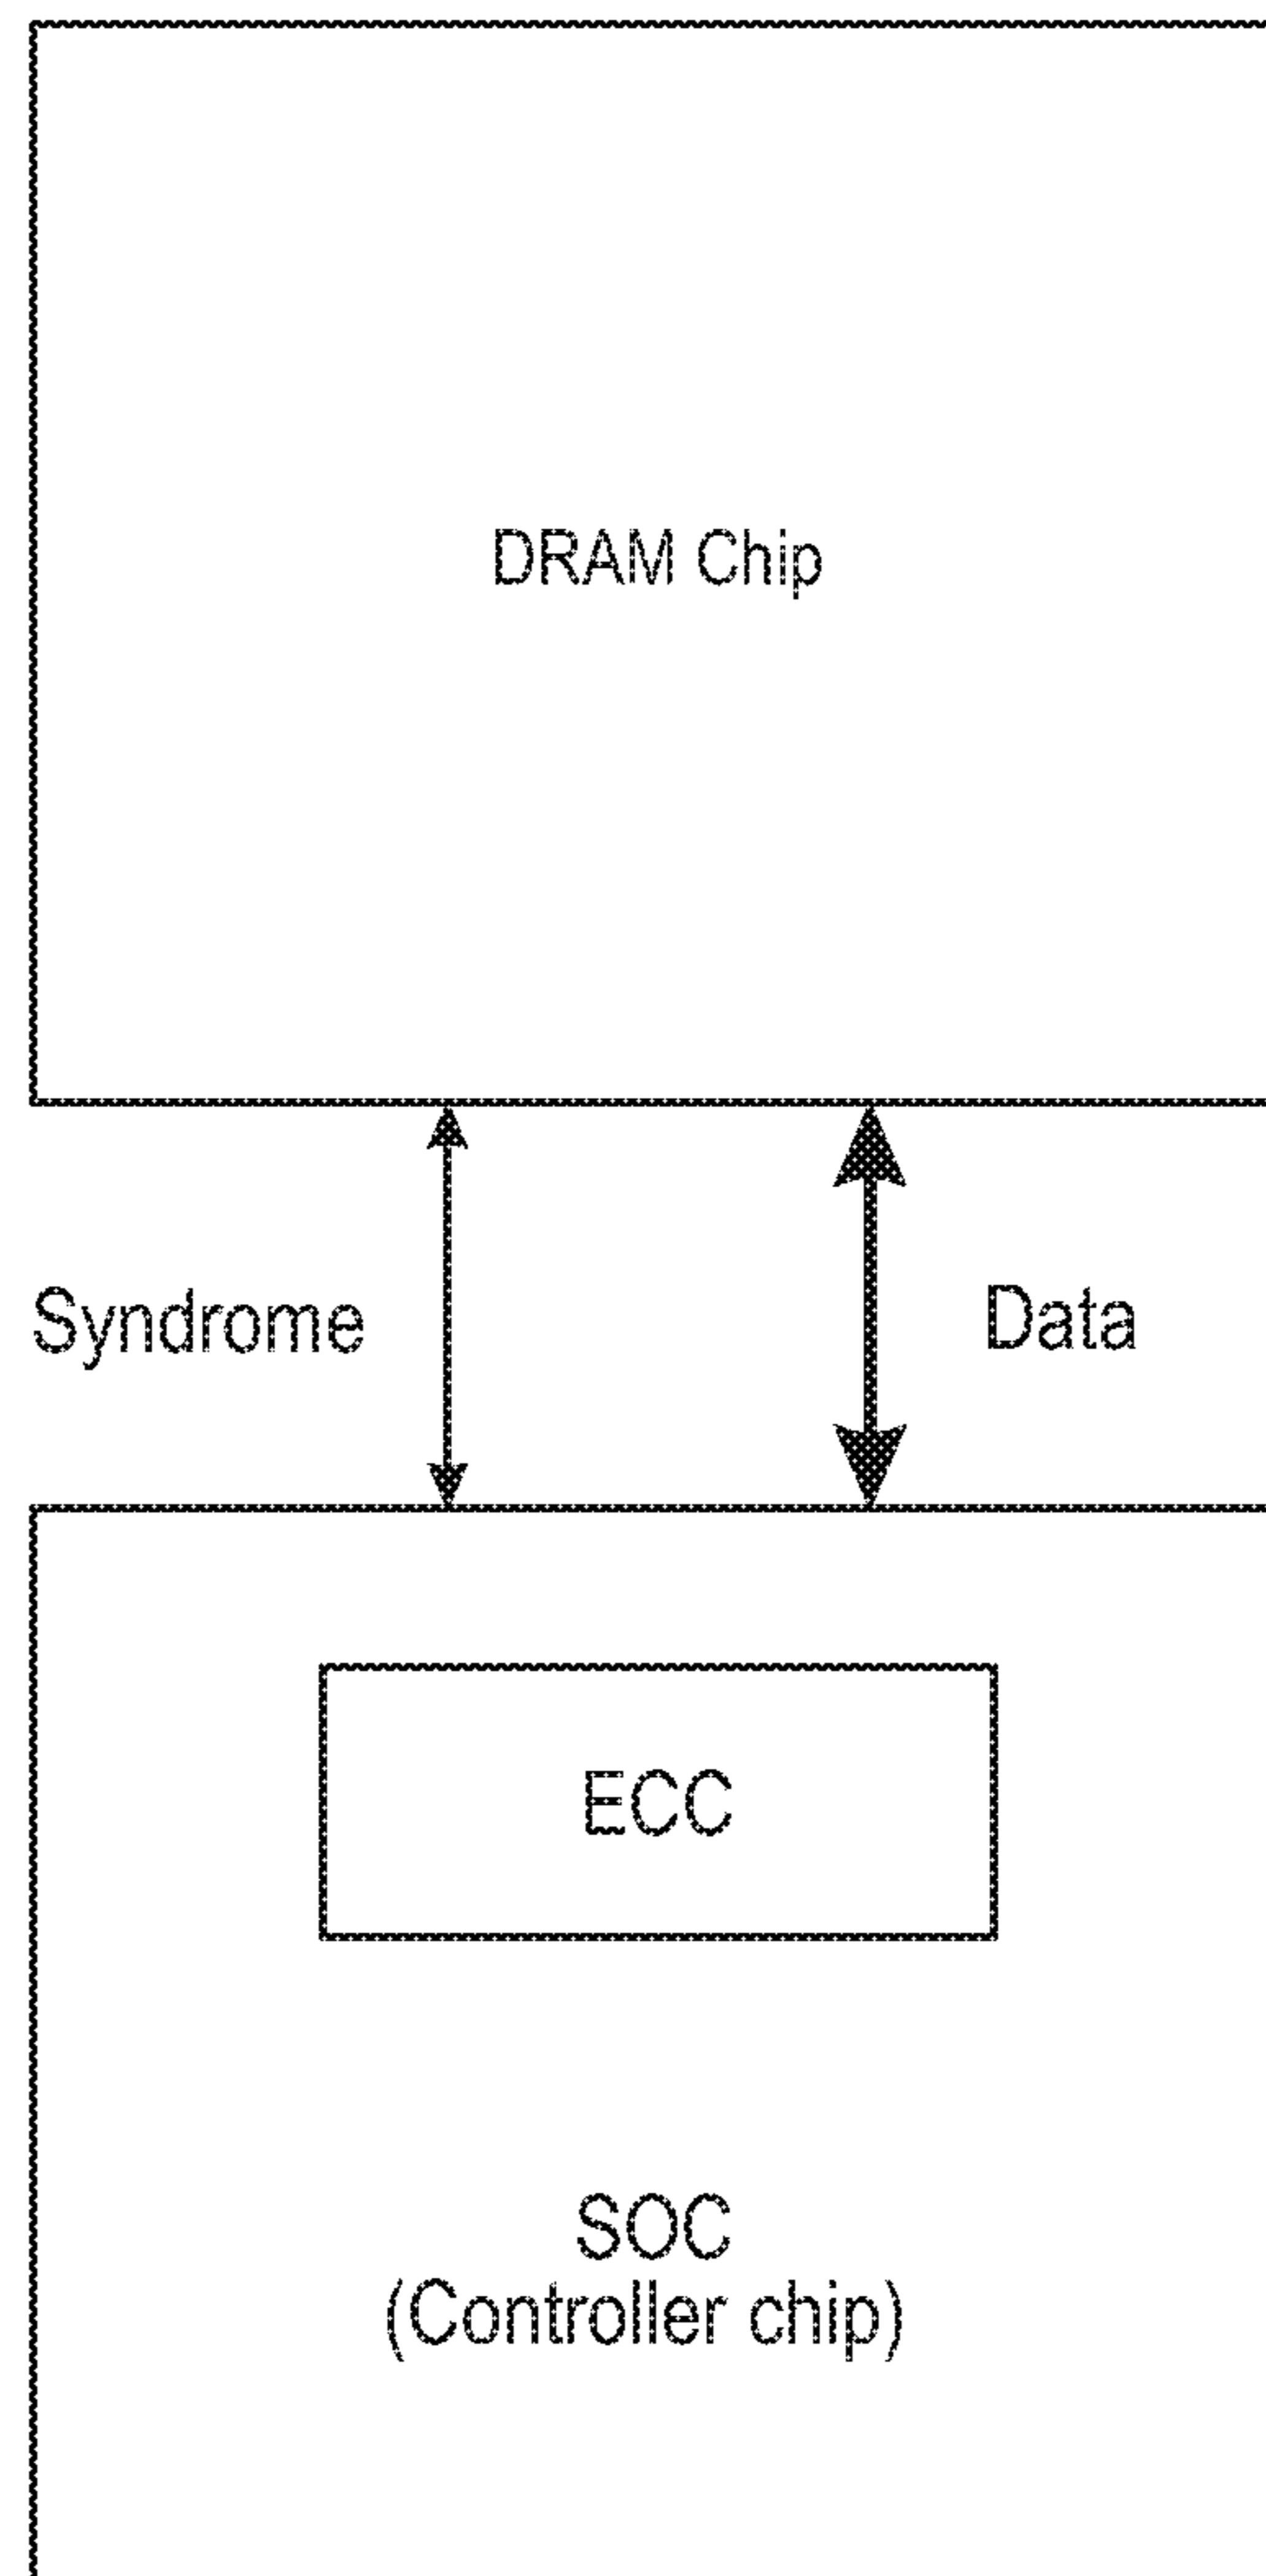 DRAM Chip
Syndrome
Data
ECC
SOC
(Controller chip)